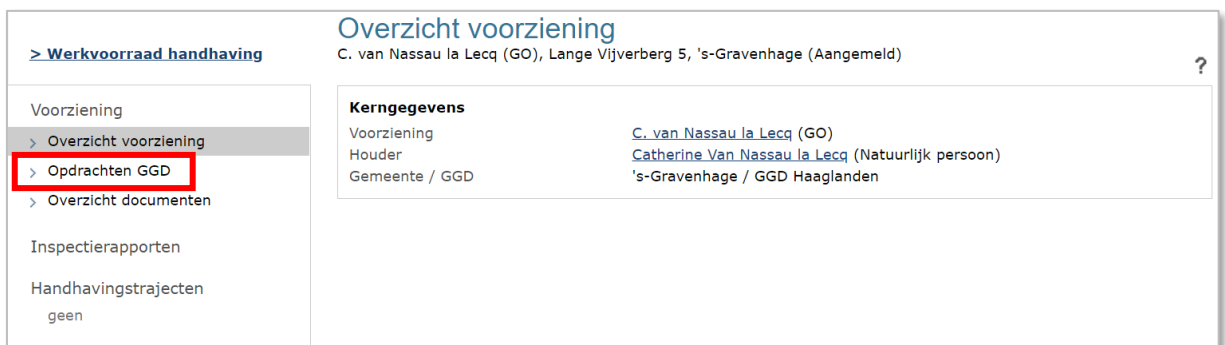 > Werkvoorraad handhaving
Voorziening
> Overzicht voorziening
> Opdrachten GGD
> Overzicht documenten
Inspectierapporten
Handhavingstrajecten
geen
Overzicht voorziening
C. van Nassau la Lecq (GO), Lange Vijverberg 5, 's-Gravenhage (Aangemeld)
?
Kerngegevens
Voorziening C. van Nassau la Lecq (GO)
Houder Catherine Van Nassau la Lecq (Natuurlijk persoon)
Gemeente / GGD 's-Gravenhage / GGD Haaglanden